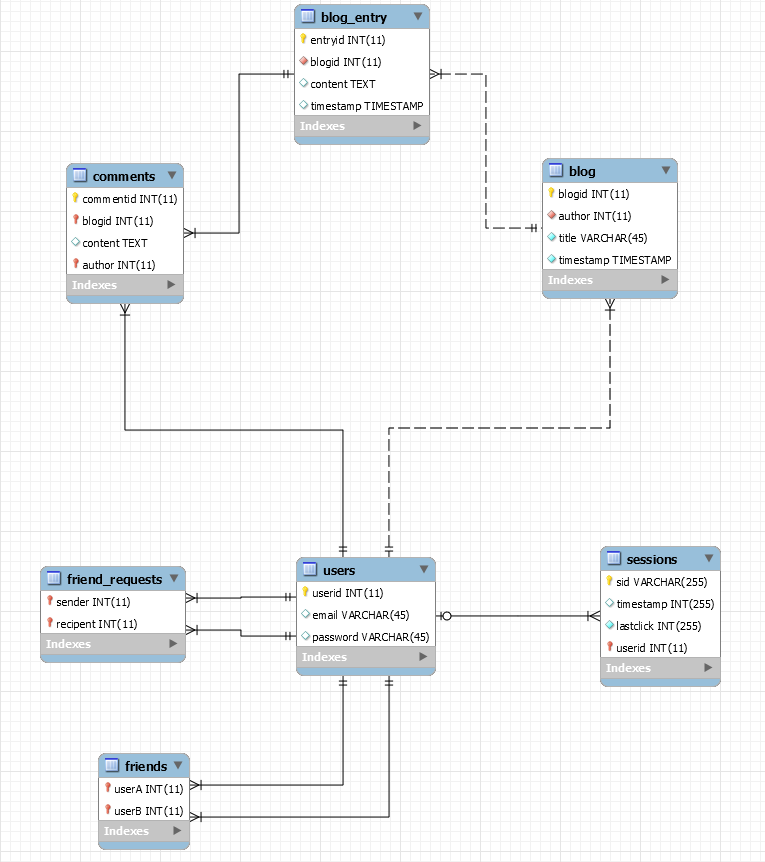 blog_entry
entryid INT(11)
blogid INT(11)
content TEXT
timestamp TIMESTAMP
Indexes
comments
commentid INT(11)
blogid INT(11)
content TEXT
author INT(11)
Indexes
blog
blogid INT(11)
author INT(11)
title VARCHAR(45)
timestamp TIMESTAMP
Indexes
friend_requests
sender INT(11)
recipent INT(11)
Indexes
users
userid INT(11)
email VARCHAR(45)
password VARCHAR(45)
Indexes
sessions
sid VARCHAR(255)
timestamp INT(255)
lastclick INT(255)
userid INT(11)
Indexes
friends
userA INT(11)
userB INT(11)
Indexes